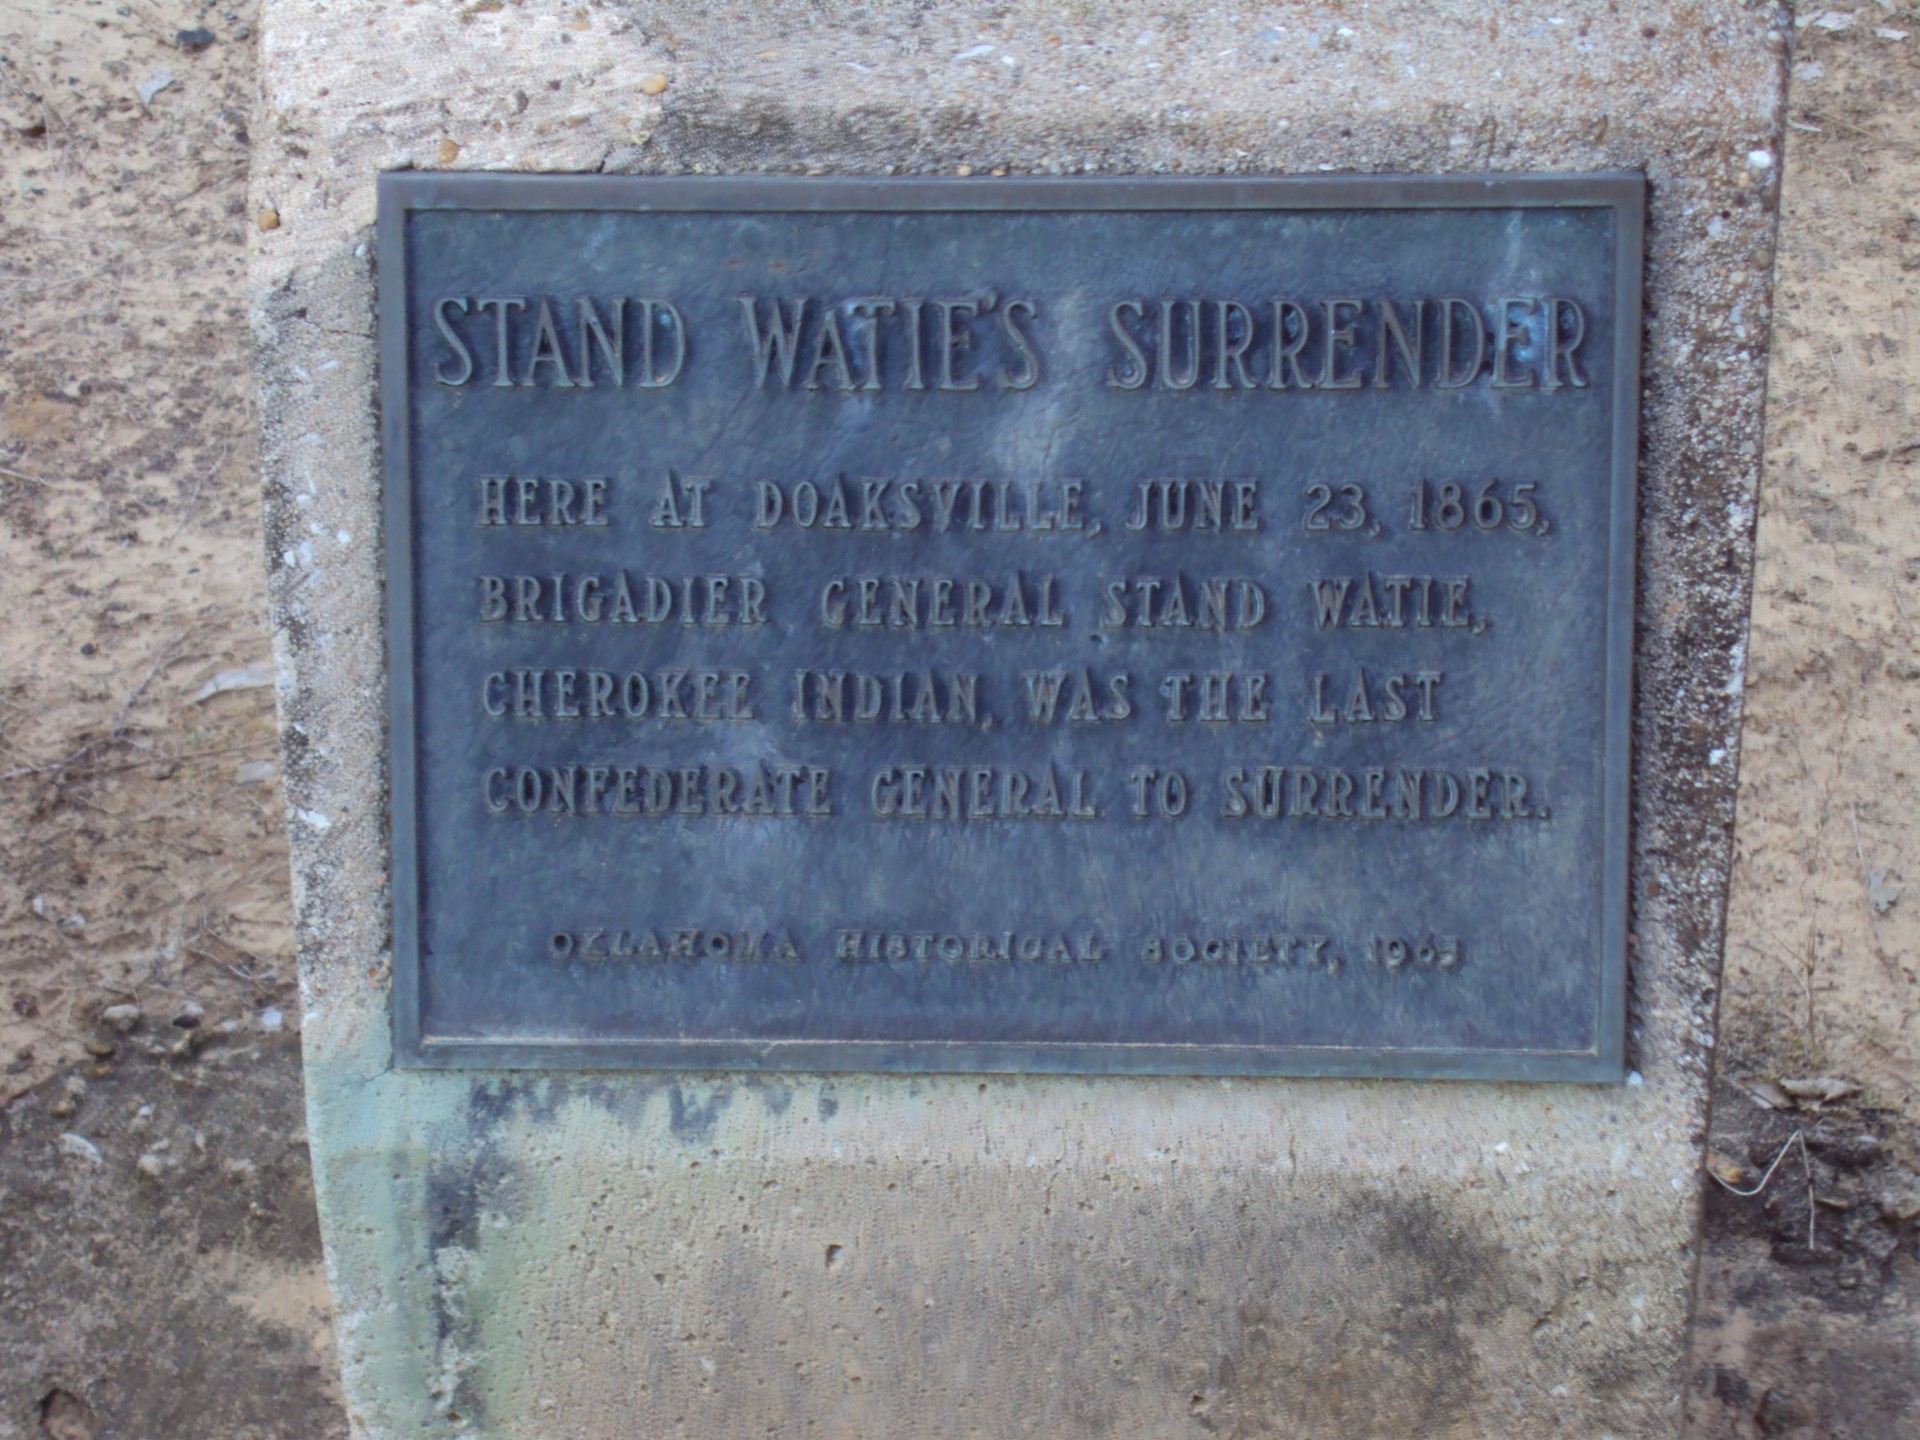 STAND WATIE'S SURRENDER
HERE AT DOAKSVILLE, JUNE 23, 1865,
BRIGADIER GENERAL STAND WATIE,
CHEROKEE INDIAN, WAS THE LAST
CONFEDERATE GENERAL TO SURRENDER.
OKLAHOMA HISTORICAL SOCIETY, 1965